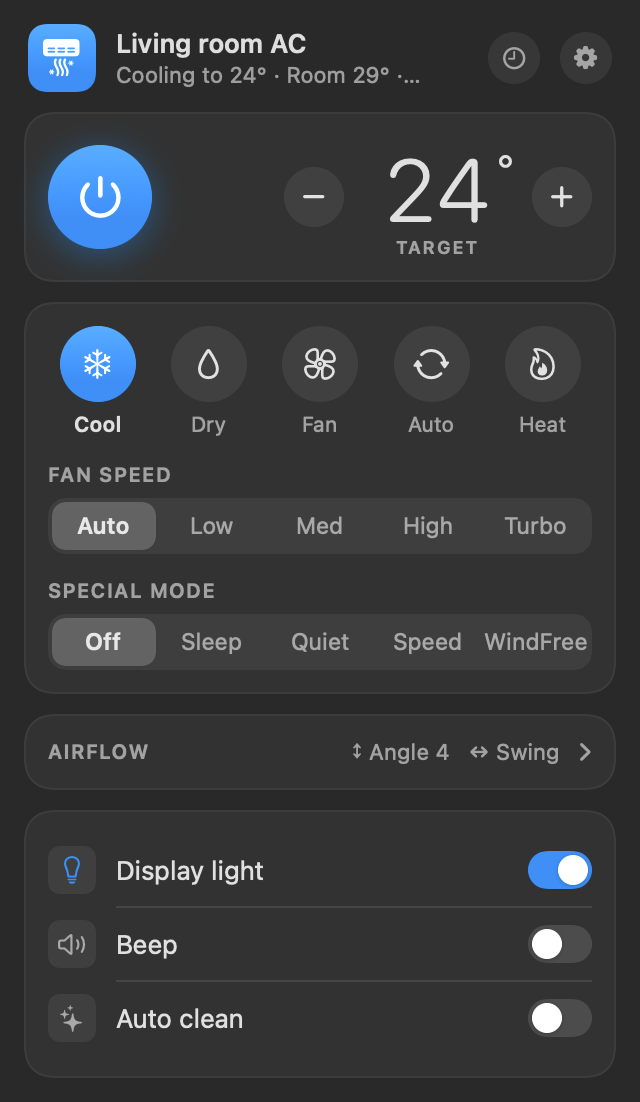 Living room AC
Cooling to 24° · Room 29° ·…
24°
TARGET
Cool Dry Fan Auto Heat
FAN SPEED
Auto Low Med High Turbo
SPECIAL MODE
Off Sleep Quiet Speed WindFree
AIRFLOW Angle 4 Swing
Display light
Beep
Auto clean